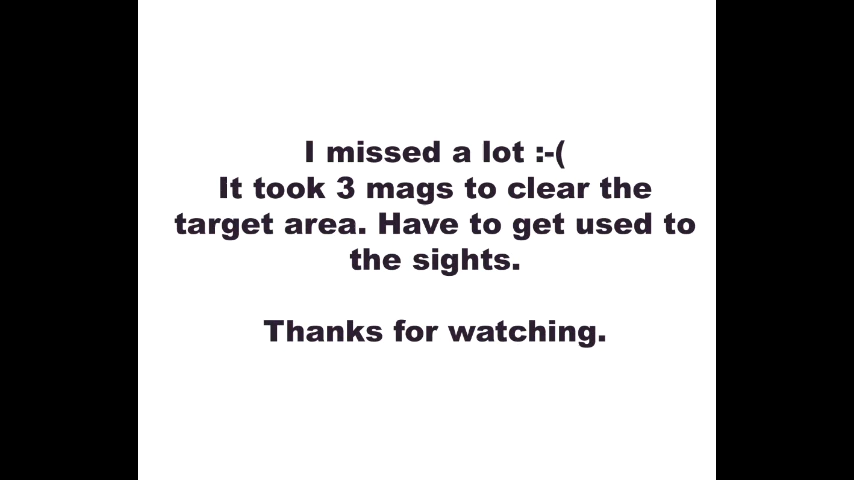 I missed a lot :-(
It took 3 mags to clear the
target area. Have to get used to
the sights.
Thanks for watching.